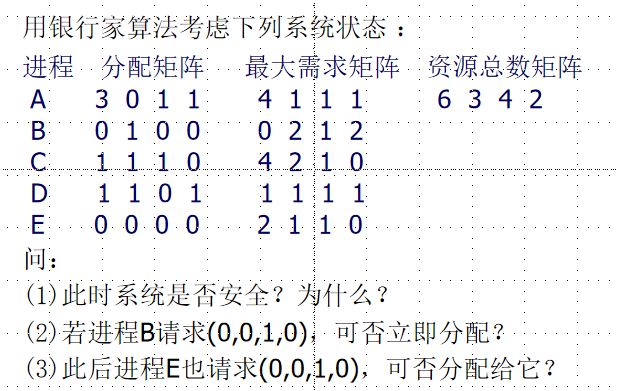 用银行家算法考虑下列系统状态：
进程 分配矩阵 最大需求矩阵 资源总数矩阵
A 3 0 1 1 4 1 1 1 6 3 4 2
B 0 1 0 0 0 2 1 2
C 1 1 1 0 4 2 1 0
D 1 1 0 1 1 1 1 1
E 0 0 0 0 2 1 1 0
问：
(1)此时系统是否安全？为什么？
(2)若进程B请求(0,0,1,0)，可否立即分配？
(3)此后进程E也请求(0,0,1,0)，可否分配给它？